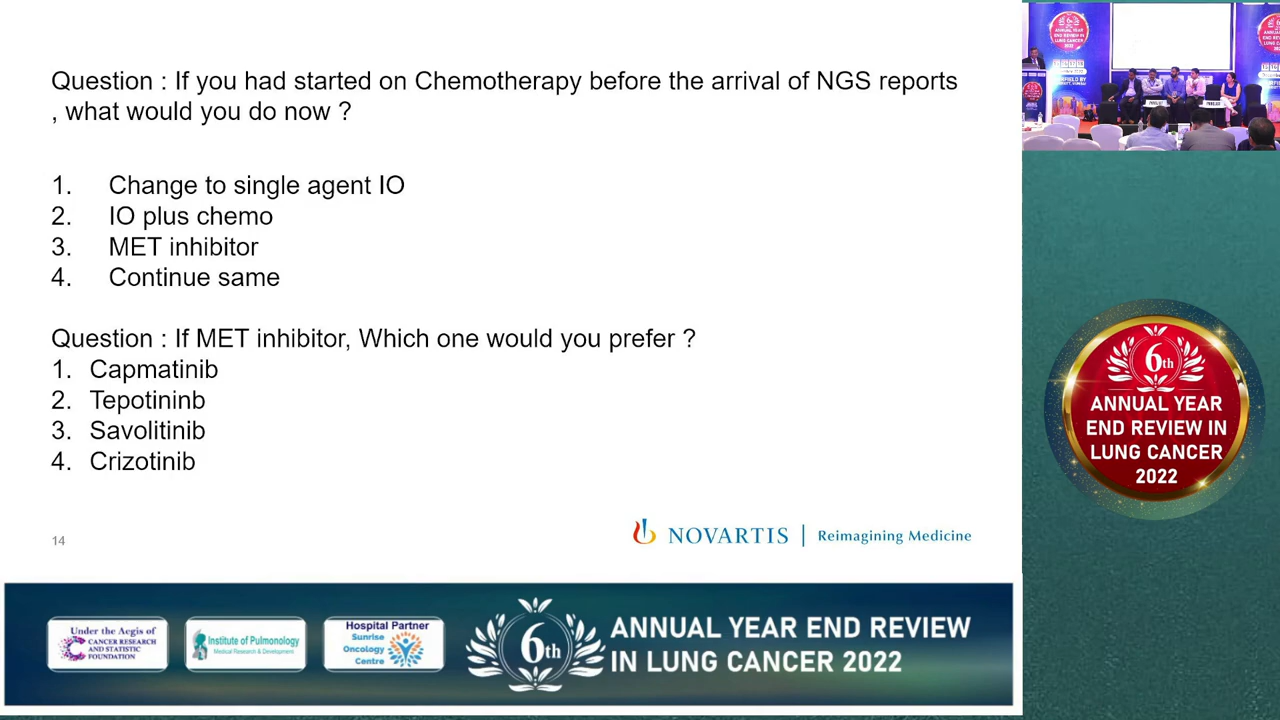 Question : If you had started on Chemotherapy before the arrival of NGS reports
, what would you do now ?
1. Change to single agent IO
2. IO plus chemo
3. MET inhibitor
4. Continue same
Question : If MET inhibitor, Which one would you prefer ?
1. Capmatinib
2. Tepotininb
3. Savolitinib
4. Crizotinib
14
NOVARTIS | Reimagining Medicine
6th
ANNUAL YEAR
END REVIEW IN
LUNG CANCER
2022
Under the Aegis of
CANCER RESEARCH
AND STATISTIC
FOUNDATION
Institute of Pulmonology
Medical Research & Development
Hospital Partner
Sunrise
Oncology
Centre
6th
ANNUAL YEAR END REVIEW
IN LUNG CANCER 2022